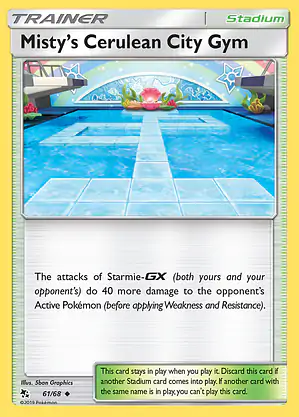 TRAINER Stadium
Misty's Cerulean City Gym
The attacks of Starmie-GX (both yours and your
opponent's) do 40 more damage to the opponent's
Active Pokémon (before applying Weakness and Resistance).
Illus. 5ban Graphics
61/68
©2019 Pokémon
This card stays in play when you play it. Discard this card if
another Stadium card comes into play. If another card with
the same name is in play, you can't play this card.